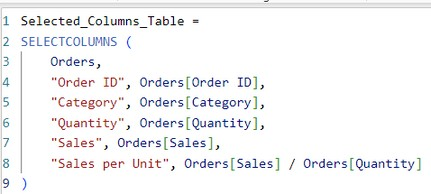 1 Selected_Columns_Table =
2 SELECTCOLUMNS (
3 Orders,
4 "Order ID", Orders[Order ID],
5 "Category", Orders[Category],
6 "Quantity", Orders[Quantity],
7 "Sales", Orders[Sales],
8 "Sales per Unit", Orders[Sales] / Orders[Quantity]
9 )